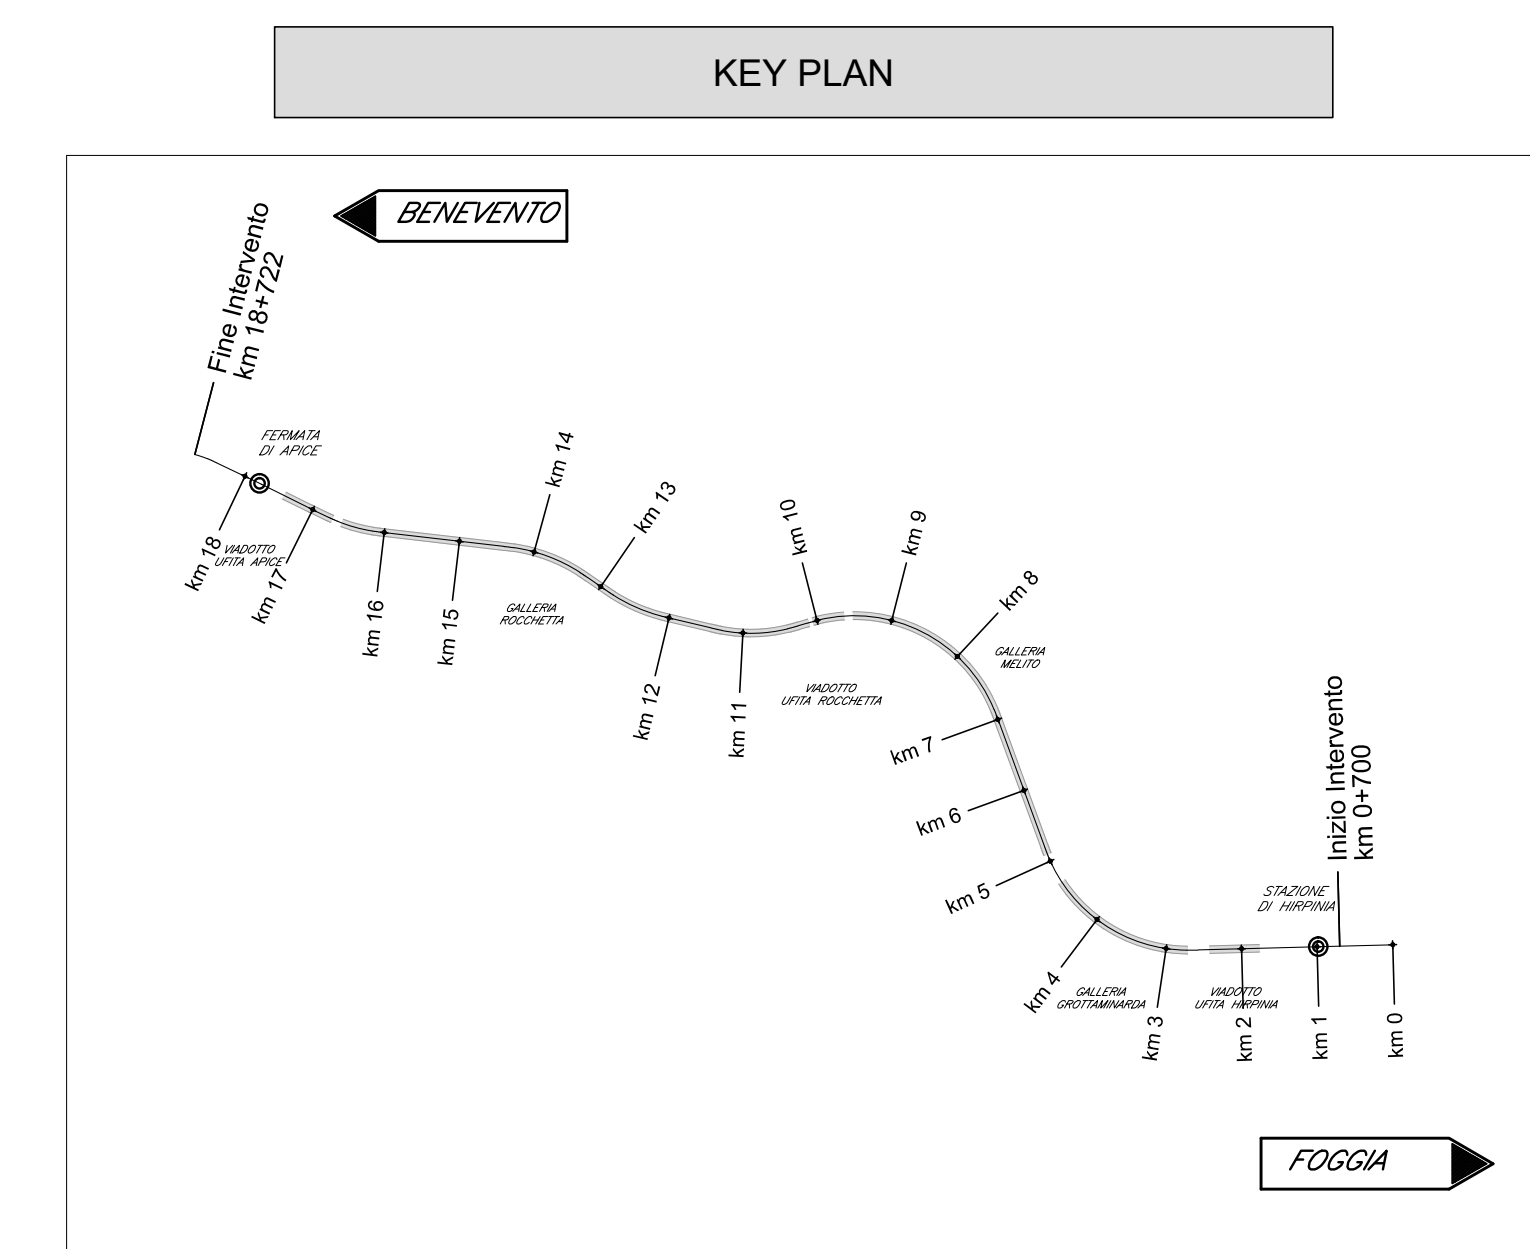 KEY PLAN
BENEVENTO
Fine Intervento
km 18+722
FERMATA
DI APICE
km 18
VIADOTTO
UFITA APICE
km 17
km 16
km 15
km 14
GALLERIA
ROCCHETTA
km 13
km 12
km 11
km 10
VIADOTTO
UFITA ROCCHETTA
km 9
km 8
GALLERIA
MELITO
km 7
km 6
km 5
km 4
GALLERIA
GROTTAMINARDA
km 3
VIADOTTO
UFITA HIRPINIA
km 2
STAZIONE
DI HIRPINIA
km 1
Inizio Intervento
km 0+700
km 0
FOGGIA